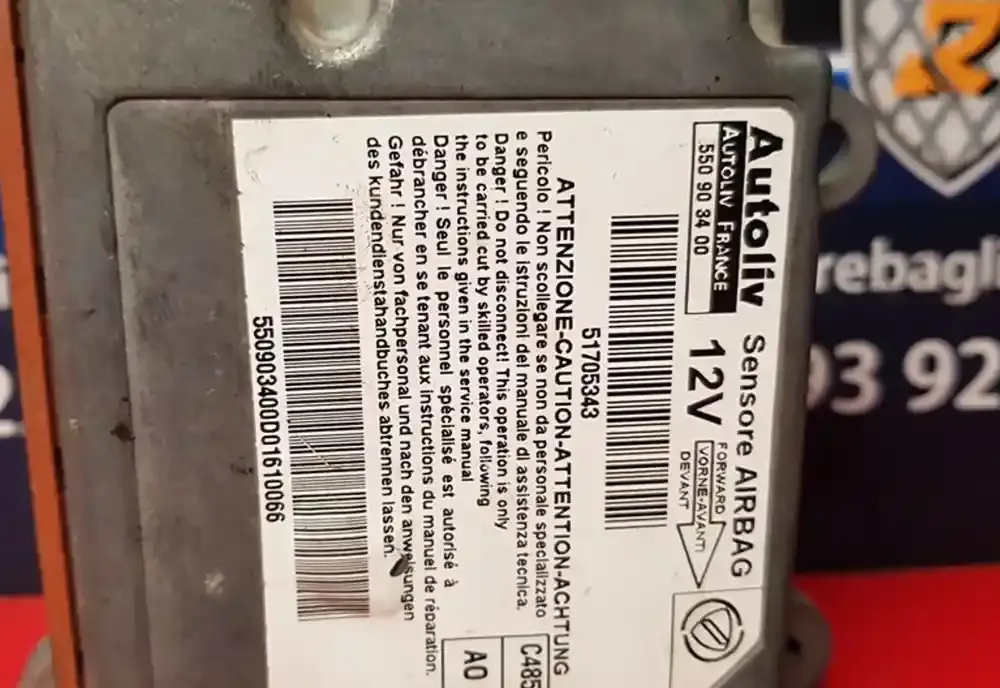 Autoliv Sensore AIRBAG
AUTOLIV FRANCE
550 90 34 00
12V
FORWARD
VORNE-AVANTI
DEVANT
51705343
ATTENZIONE-CAUTION-ATTENTION-ACHTUNG
Pericolo ! Non scollegare se non da personale specializzato
e seguendo le istruzioni del manuale di assistenza tecnica.
Danger ! Do not disconnect! This operation is only
to be carried cut by skilled operators, following
the instructions given in the service manual
Danger ! Seul le personnel spécialisé est autorisé à
débrancher en se tenant aux instructions du manuel de réparation.
Gefahr ! Nur von fachpersonal und nach den anweisungen
des kundendienstahandbuches abtrennen lassen.
C485
A0
550903400D01610066
rebagli
93 92